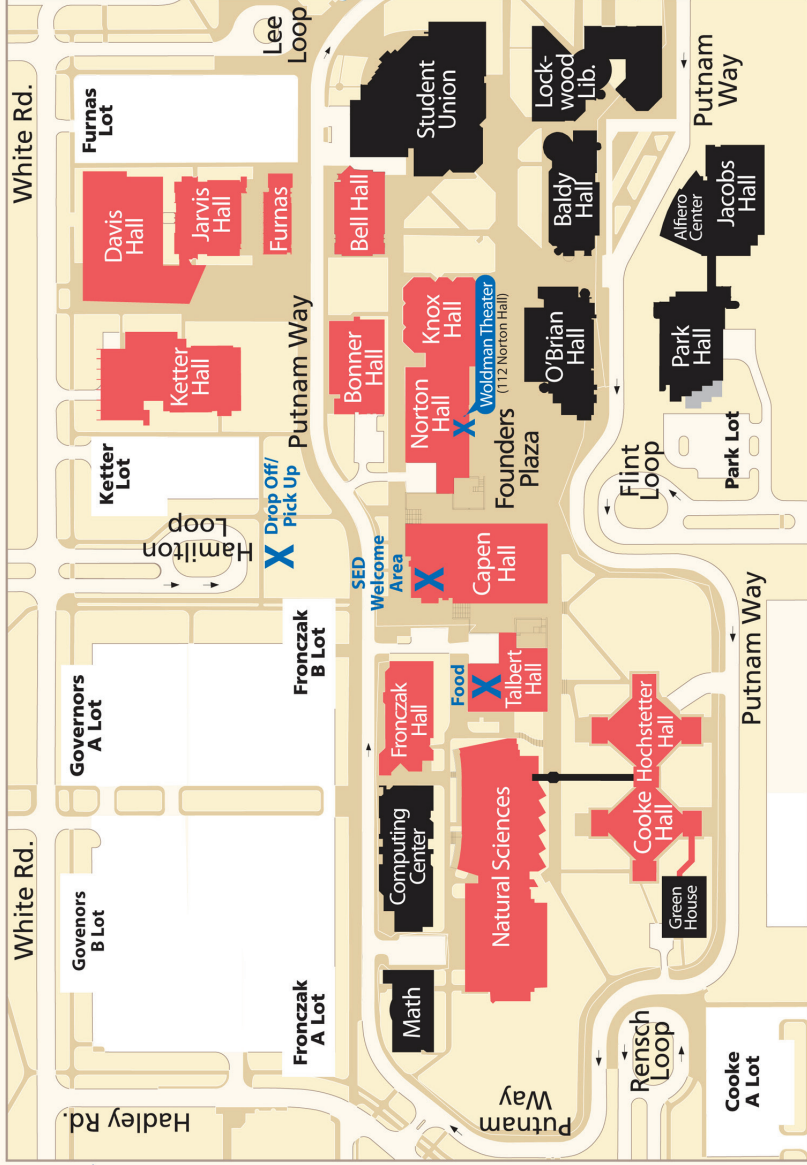 White Rd.
White Rd.
Hadley Rd.
Govenors
B Lot
Governors
A Lot
Fronczak
A Lot
Fronczak
B Lot
Hamilton
Loop
Ketter
Lot
Drop Off/
Pick Up
X
Ketter
Hall
Davis
Hall
Jarvis
Hall
Furnas
Furnas
Lot
Lee
Loop
Putnam Way
Math
Computing
Center
Fronczak
Hall
SED
Welcome
Area
X
Bonner
Hall
Bell Hall
Student
Union
Natural Sciences
Food
X
Talbert
Hall
Capen
Hall
Norton
Hall
X
Knox
Hall
Woldman Theater
(112 Norton Hall)
Founders
Plaza
O'Brian
Hall
Baldy
Hall
Lock-
wood
Lib.
Putnam
Way
Rensch
Loop
Green
House
Cooke
Hall
Hochstetter
Hall
Flint
Loop
Park
Hall
Alfiero
Center
Jacobs
Hall
Putnam
Way
Cooke
A Lot
Putnam Way
Park Lot